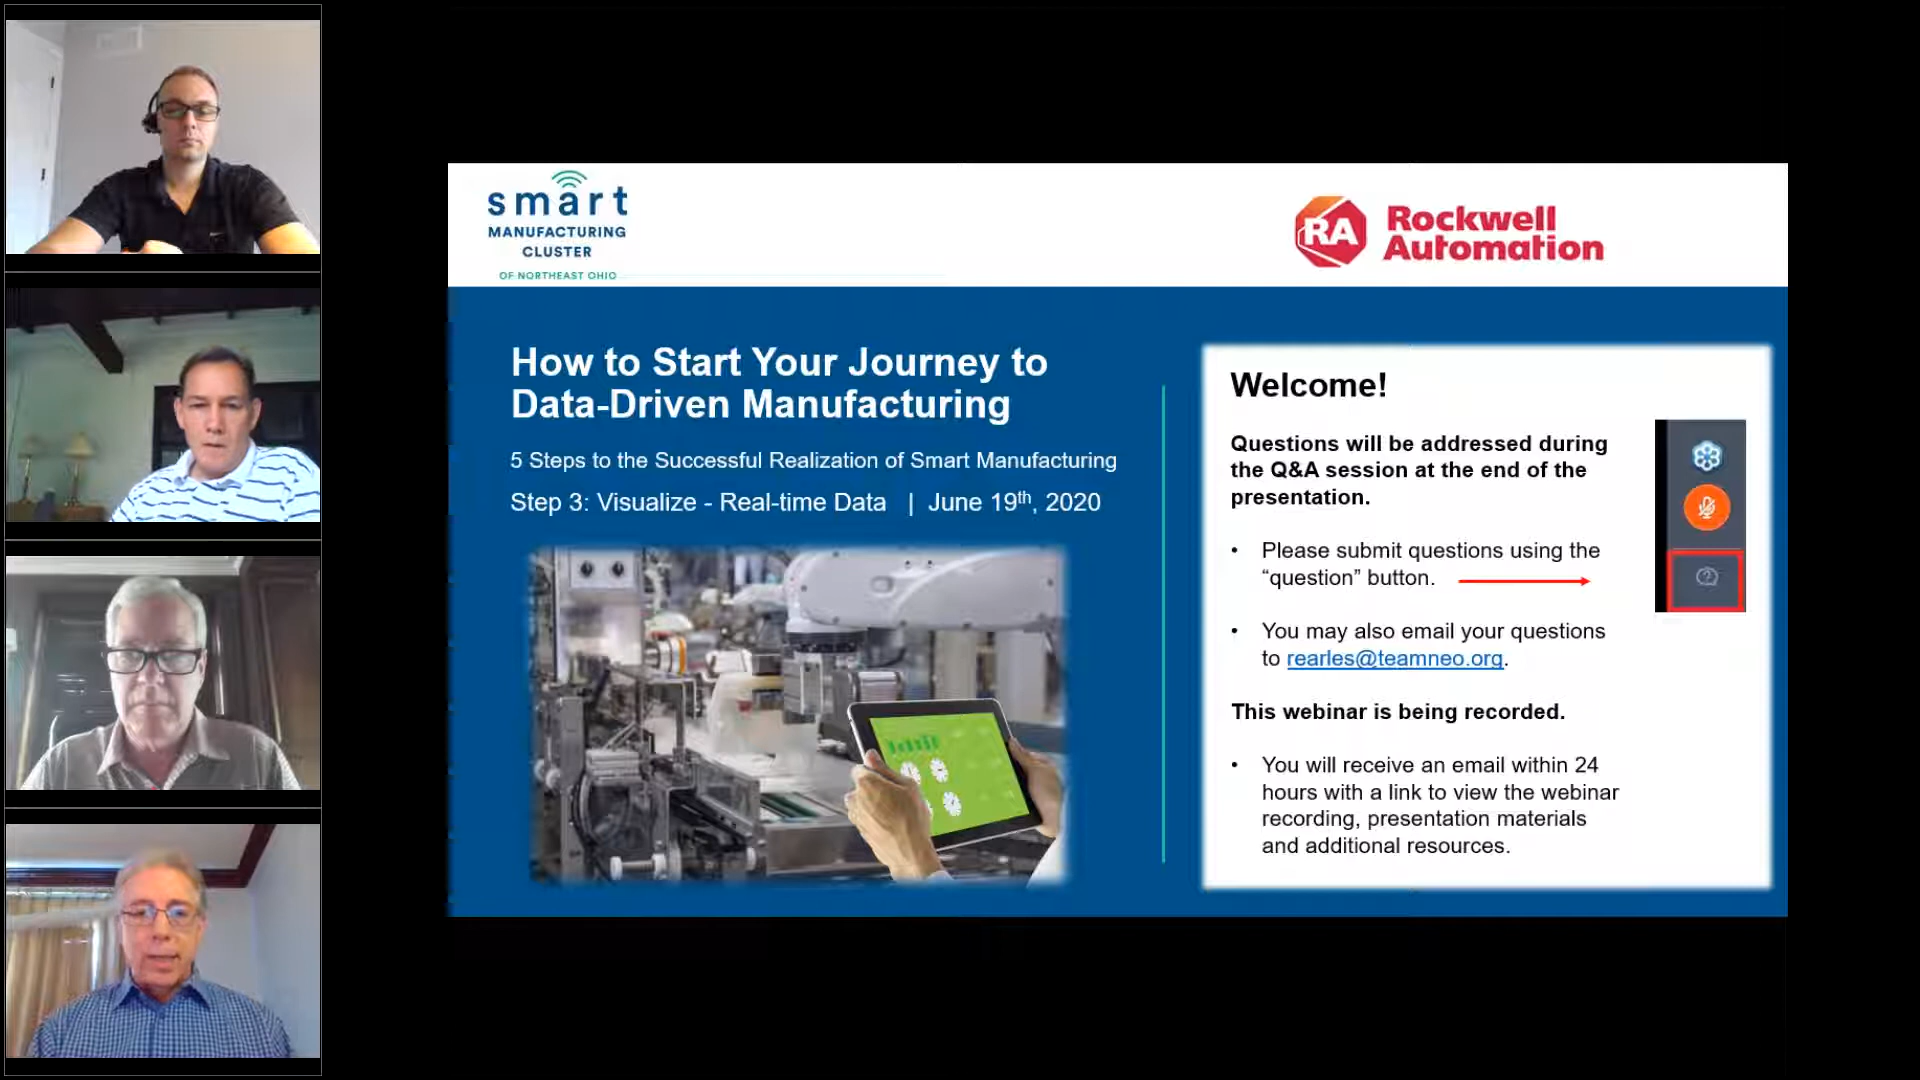 smart
MANUFACTURING
CLUSTER
OF NORTHEAST OHIO
RA
Rockwell
Automation
How to Start Your Journey to
Data-Driven Manufacturing
5 Steps to the Successful Realization of Smart Manufacturing
Step 3: Visualize - Real-time Data | June 19th, 2020
Welcome!
Questions will be addressed during
the Q&A session at the end of the
presentation.
• Please submit questions using the
“question” button.
• You may also email your questions
to rearles@teamneo.org.
This webinar is being recorded.
• You will receive an email within 24
hours with a link to view the webinar
recording, presentation materials
and additional resources.